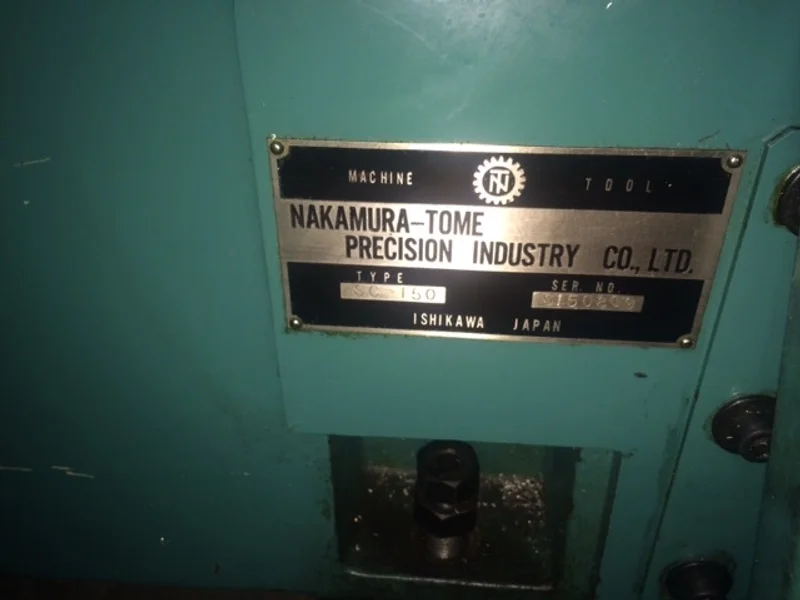 MACHINE TOOL
NAKAMURA-TOME
PRECISION INDUSTRY CO., LTD.
TYPE SER. NO.
SC-150
ISHIKAWA JAPAN